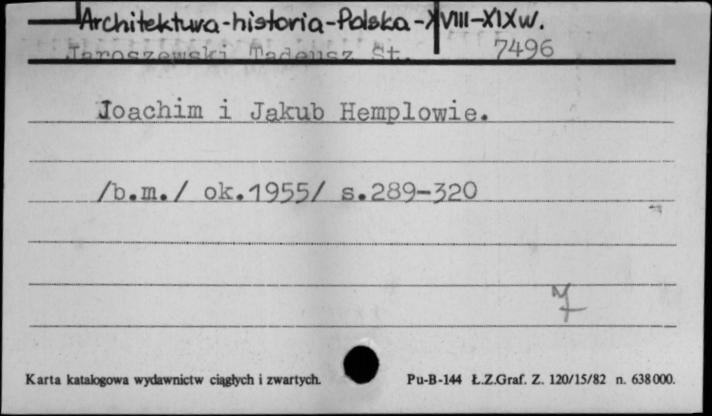 Architektura-historia-Polska-XVIII-XIXw.
Jaroszewski Tadeusz St. 7496
Joachim i Jakub Hemplowie.
/b.m./ ok.1955/ s.289-320
Karta katalogowa wydawnictw ciągłych i zwartych. Pu-B-144 Ł.Z.Graf. Z. 120/15/82 n. 638000.